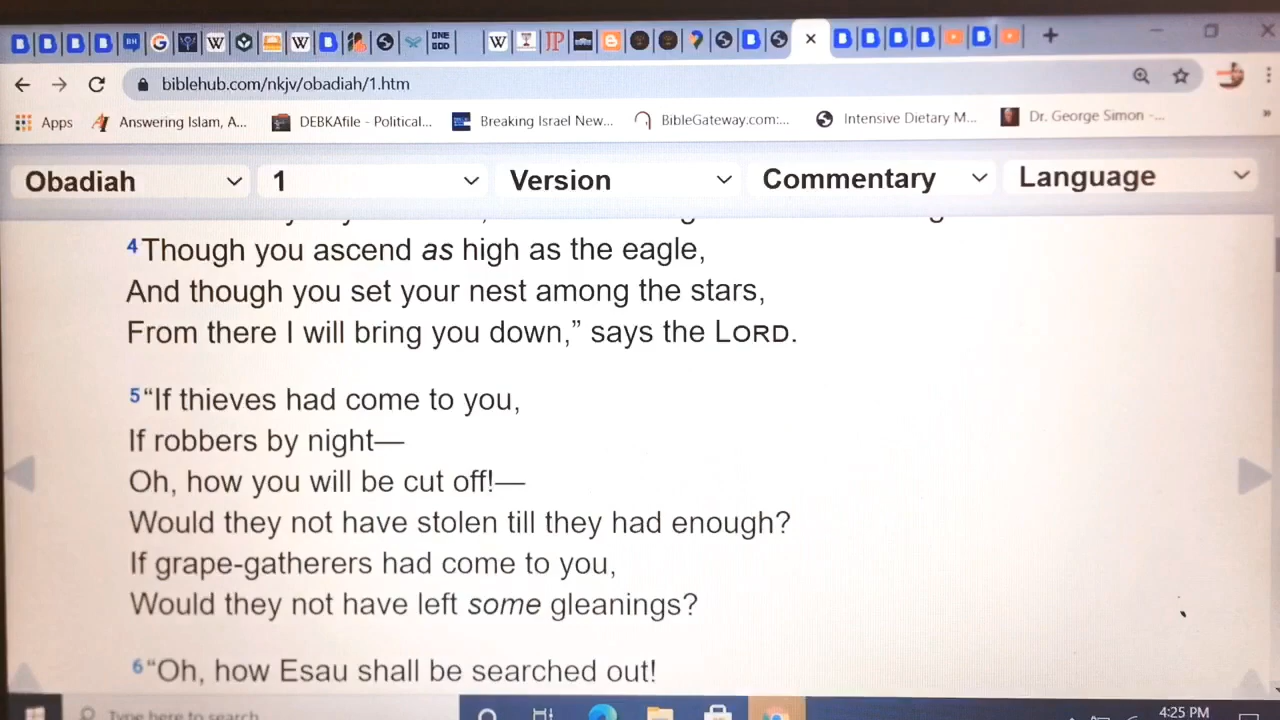 ONE
GOD
biblehub.com/nkjv/obadiah/1.htm
Apps Answering Islam, A... DEBKAfile - Political... Breaking Israel New... BibleGateway.com:... Intensive Dietary M... Dr. George Simon -... »
Obadiah 1 Version Commentary Language
4 Though you ascend as high as the eagle,
And though you set your nest among the stars,
From there I will bring you down,” says the LORD.
5 “If thieves had come to you,
If robbers by night—
Oh, how you will be cut off!—
Would they not have stolen till they had enough?
If grape-gatherers had come to you,
Would they not have left some gleanings?
6 “Oh, how Esau shall be searched out!
Type here to search
4:25 PM